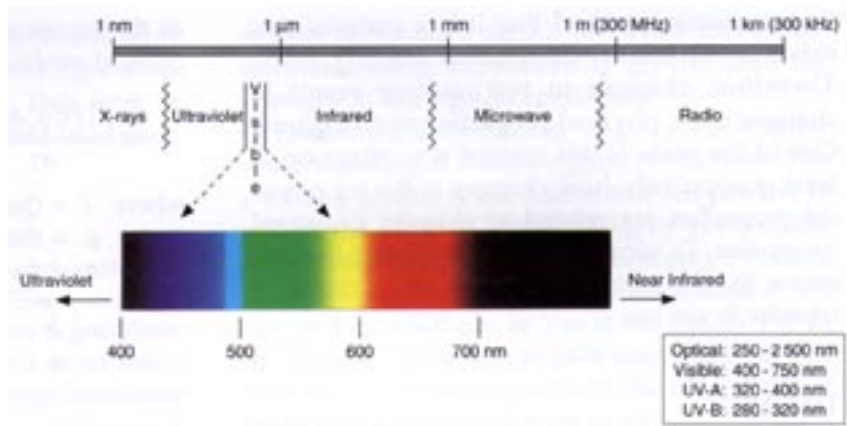 1 nm 1 μm 1 mm 1 m (300 MHz) 1 km (300 kHz)
X-rays Ultraviolet Visible Infrared Microwave Radio
Ultraviolet Near Infrared
400 500 600 700 nm
Optical: 250 - 2 500 nm
Visible: 400 - 750 nm
UV-A: 320 - 400 nm
UV-B: 280 - 320 nm